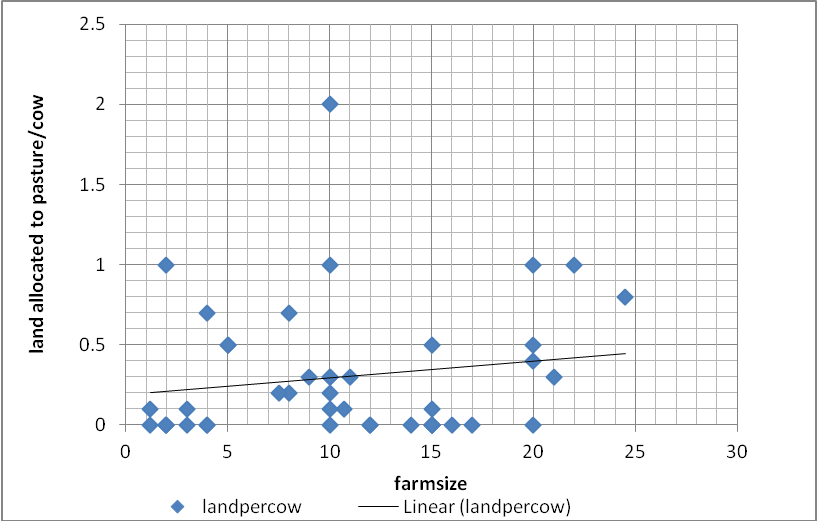 2.5
2
1.5
1
0.5
0
0 5 10 15 20 25 30
land allocated to pasture/cow
farmsize
landpercow Linear (landpercow)